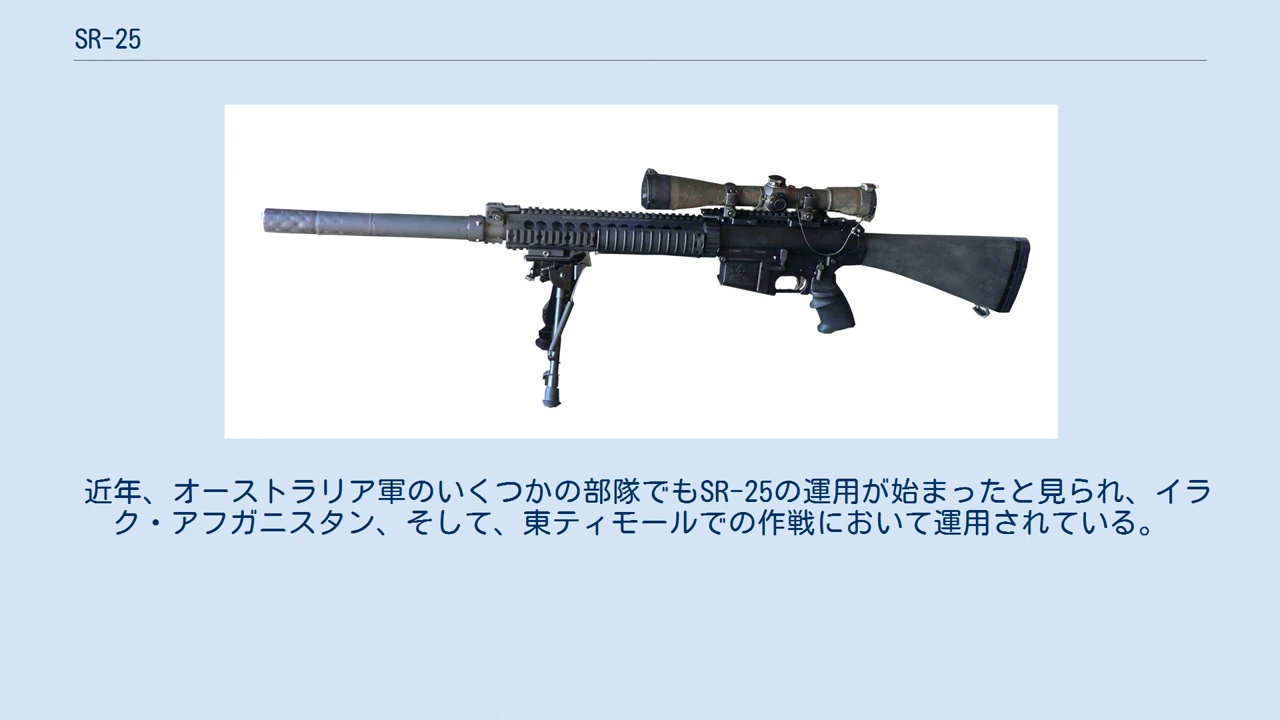 SR-25
近年、オーストラリア軍のいくつかの部隊でもSR-25の運用が始まったと見られ、イラ
ク・アフガニスタン、そして、東ティモールでの作戦において運用されている。